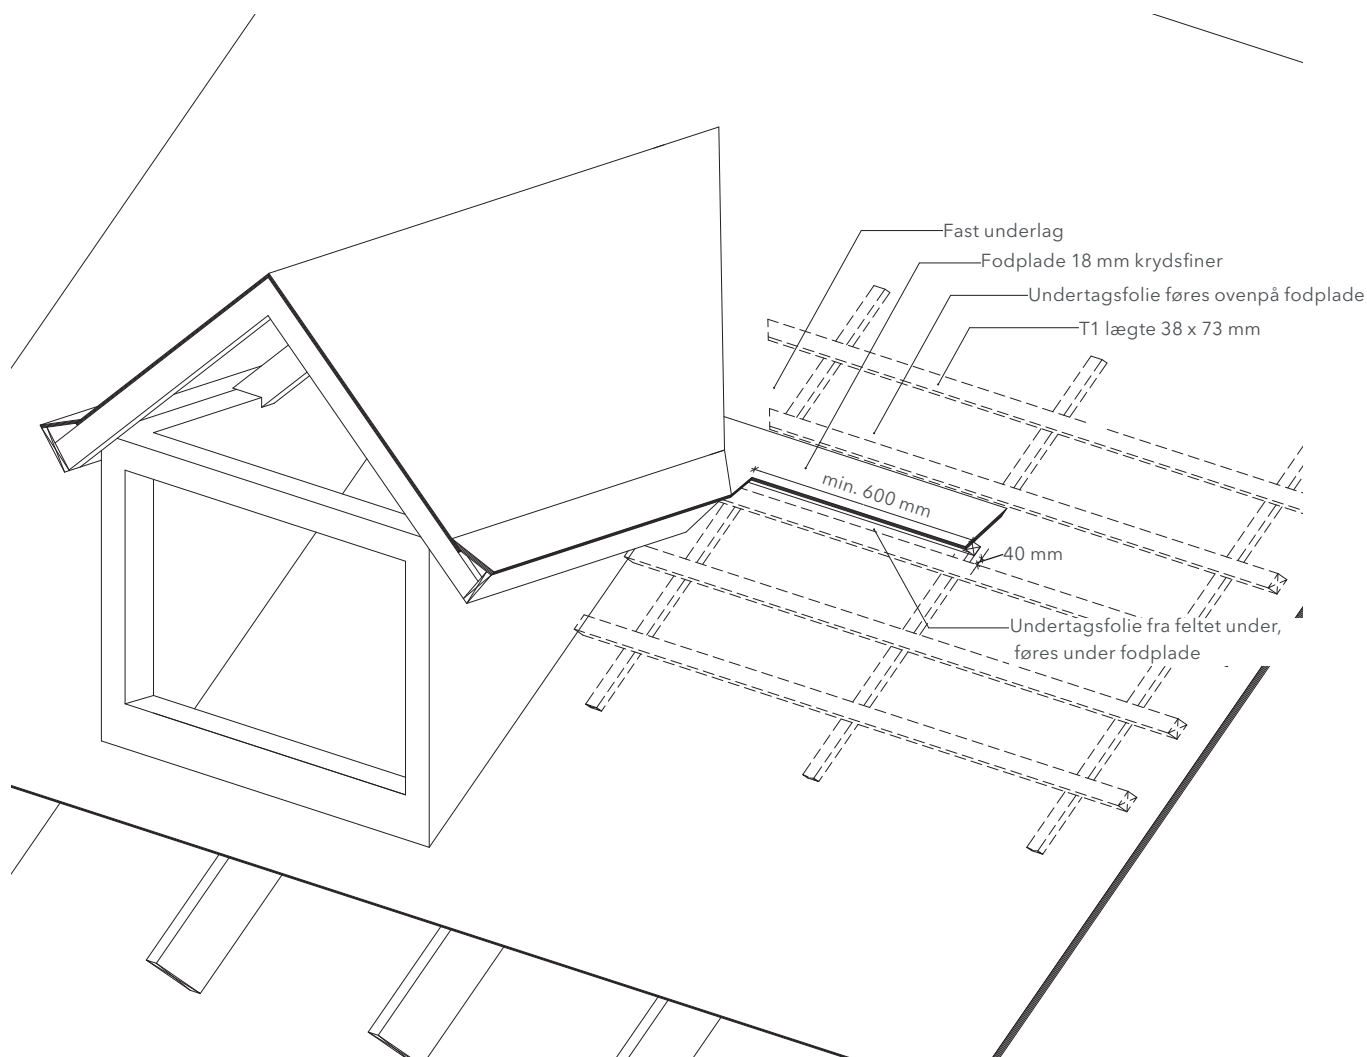 Fast underlag
Fodplade 18 mm krydsfiner
Undertagsfolie føres ovenpå fodplade
T1 lægte 38 x 73 mm
min. 600 mm
40 mm
Undertagsfolie fra feltet under,
føres under fodplade